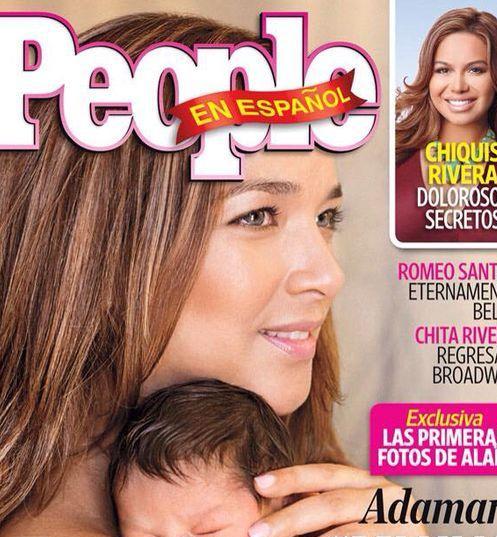 People
EN ESPAÑOL
CHIQUIS
RIVERA
DOLOROSO
SECRETOS
ROMEO SANT
ETERNAMEN
BEL
CHITA RIVE
REGRESA
BROADW
Exclusiva
LAS PRIMERA
FOTOS DE ALA
Adamar